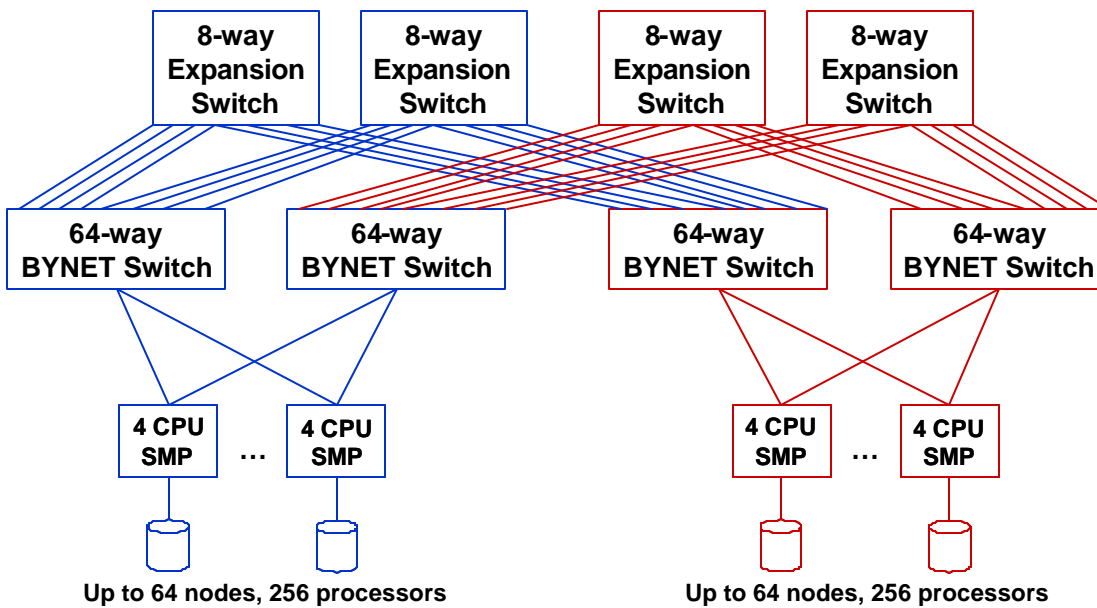 8-way
Expansion
Switch
8-way
Expansion
Switch
8-way
Expansion
Switch
8-way
Expansion
Switch
64-way
BYNET Switch
64-way
BYNET Switch
64-way
BYNET Switch
64-way
BYNET Switch
4 CPU
SMP
...
4 CPU
SMP
4 CPU
SMP
...
4 CPU
SMP
Up to 64 nodes, 256 processors
Up to 64 nodes, 256 processors